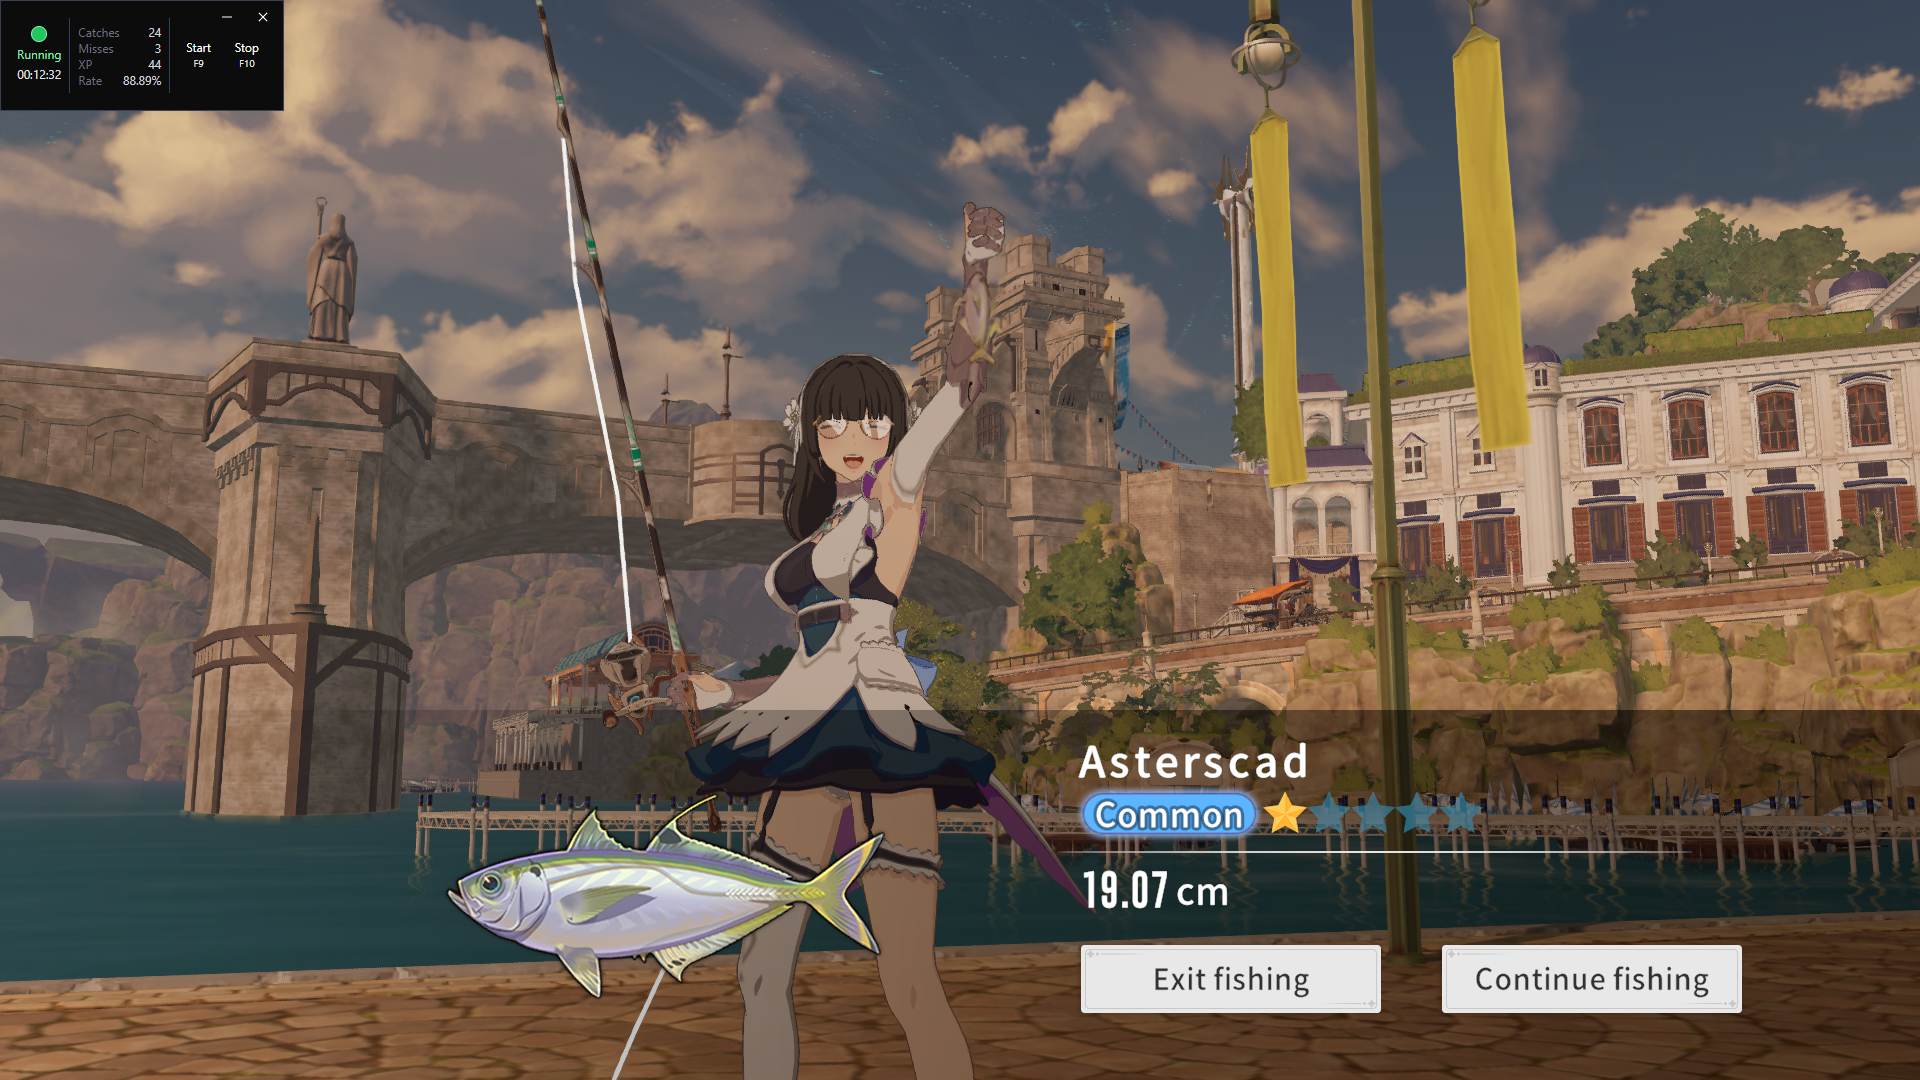 Running
00:12:32
Catches 24
Misses 3
XP 44
Rate 88.89%
Start
F9
Stop
F10
Asterscad
Common
19.07 cm
Exit fishing
Continue fishing